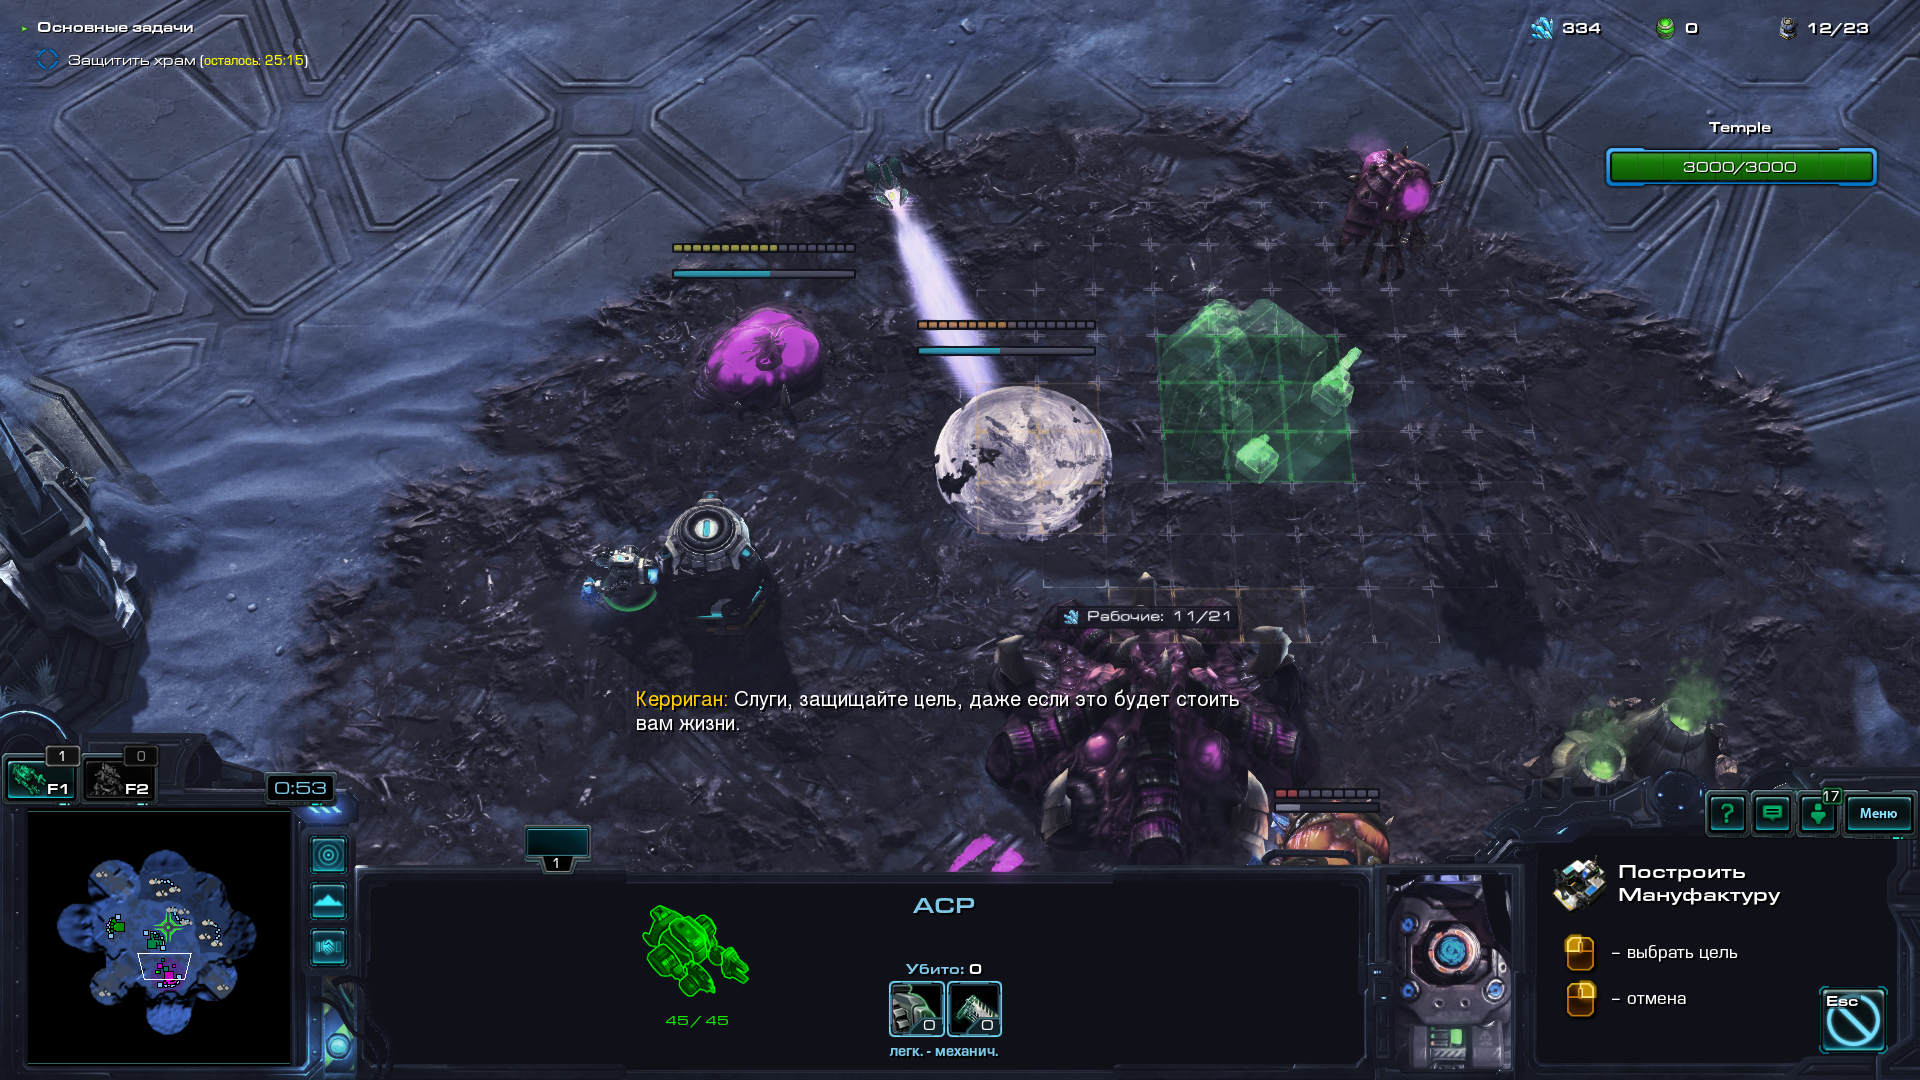 Основные задачи
Защитить храм (осталось: 25:15)
334
0
12/23
Temple
3000/3000
Рабочие: 11/21
Керриган: Слуги, защищайте цель, даже если это будет стоить
вам жизни.
1
F1
0
F2
0:53
17
Меню
1
АСР
Убито: 0
0
0
45/45
легк. - механич.
Построить
Мануфактуру
– выбрать цель
– отмена
Esc